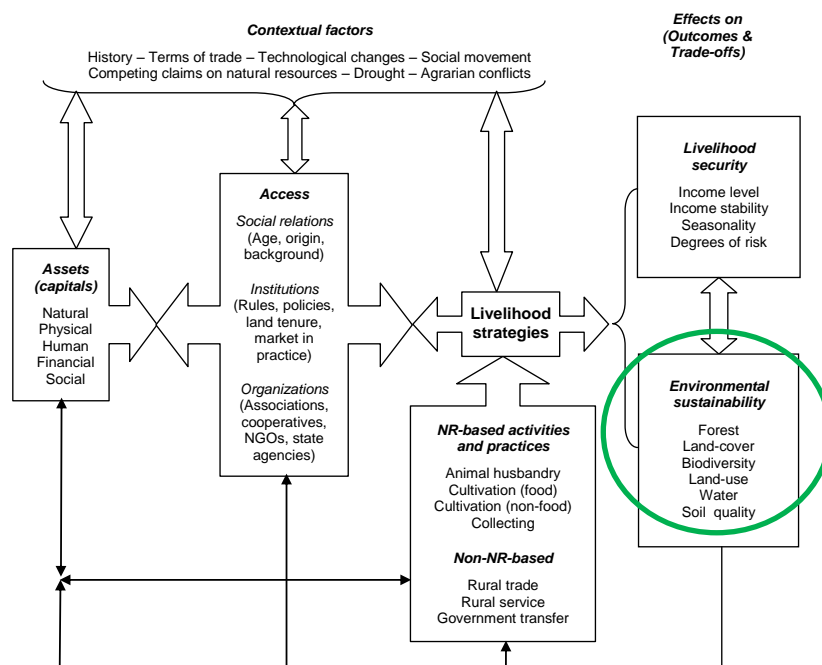 Contextual factors
History – Terms of trade – Technological changes – Social movement
Competing claims on natural resources – Drought – Agrarian conflicts
Effects on
(Outcomes &
Trade-offs)
Assets
(capitals)
Natural
Physical
Human
Financial
Social
Access
Social relations
(Age, origin,
background)
Institutions
(Rules, policies,
land tenure,
market in
practice)
Organizations
(Associations,
cooperatives,
NGOs, state
agencies)
Livelihood
strategies
NR-based activities
and practices
Animal husbandry
Cultivation (food)
Cultivation (non-food)
Collecting
Non-NR-based
Rural trade
Rural service
Government transfer
Livelihood
security
Income level
Income stability
Seasonality
Degrees of risk
Environmental
sustainability
Forest
Land-cover
Biodiversity
Land-use
Water
Soil quality